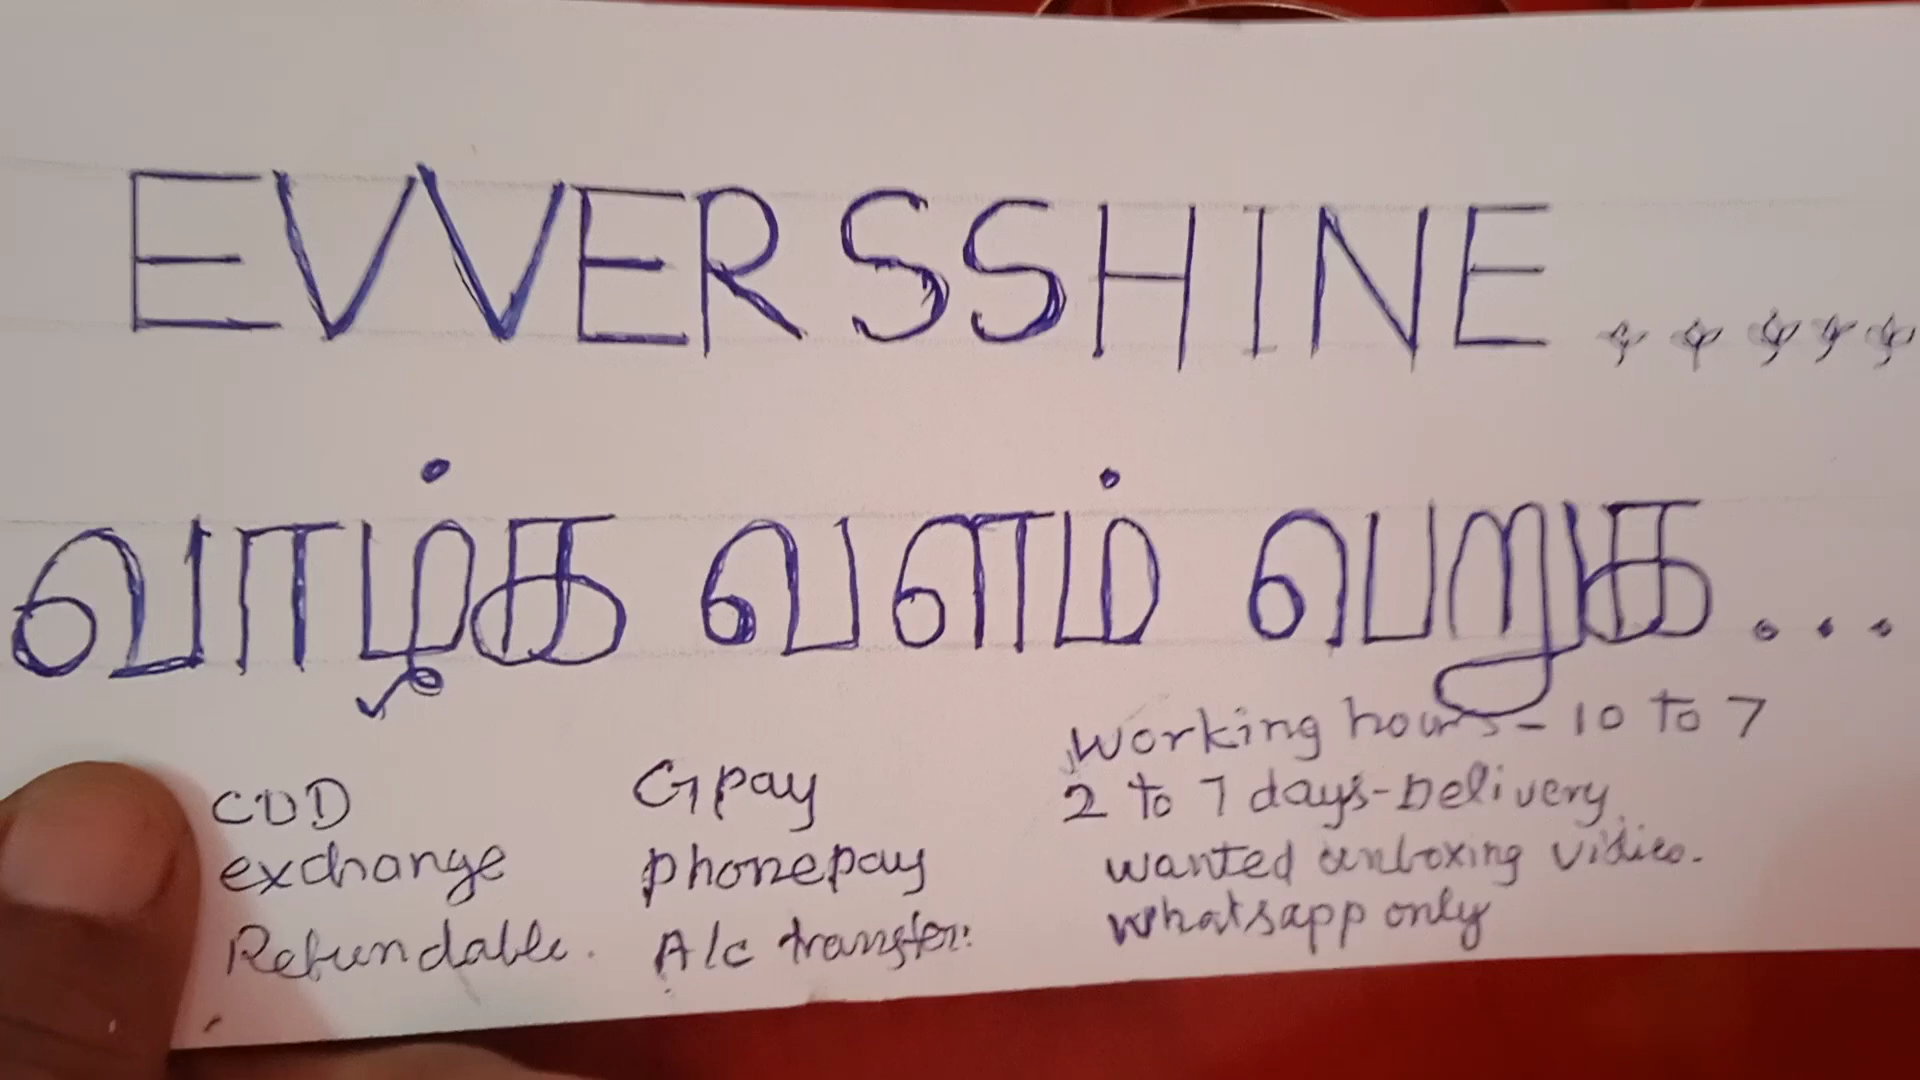 EVVERSSHINE.....
வாழ்க வளம் பெறுக...
COD
exchange
Refundable.
Gpay
phonepay
A/c transfer.
Working hours - 10 To 7
2 to 7 days - Delivery
wanted unboxing vidieo.
whatsapp only